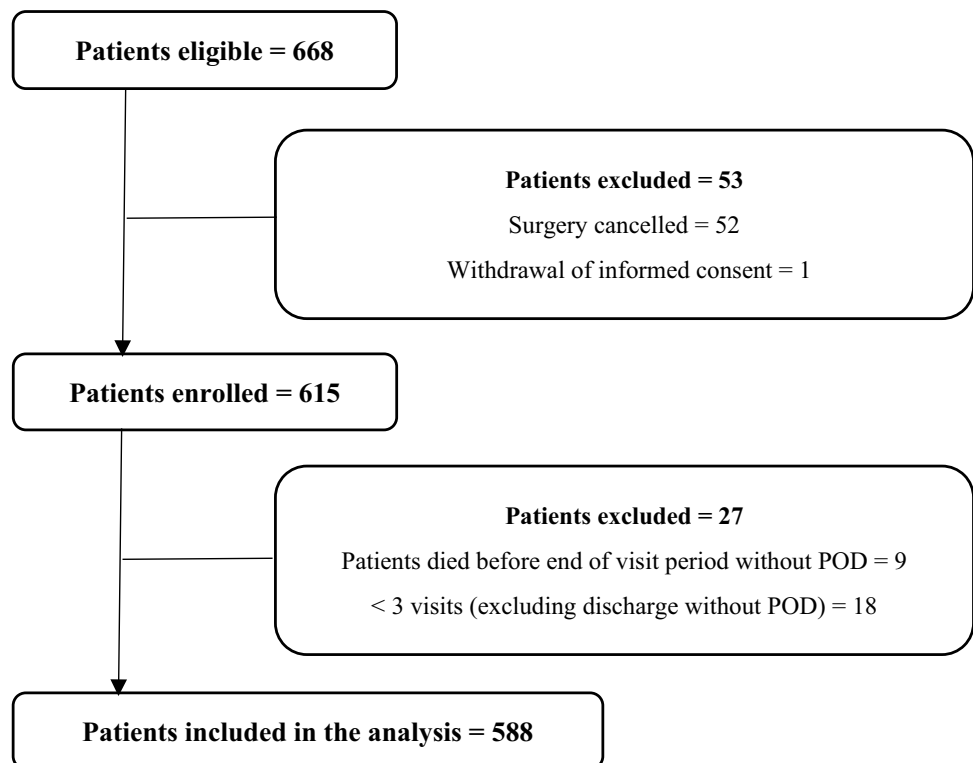 Patients eligible = 668
Patients excluded = 53
Surgery cancelled = 52
Withdrawal of informed consent = 1
Patients enrolled = 615
Patients excluded = 27
Patients died before end of visit period without POD = 9
< 3 visits (excluding discharge without POD) = 18
Patients included in the analysis = 588